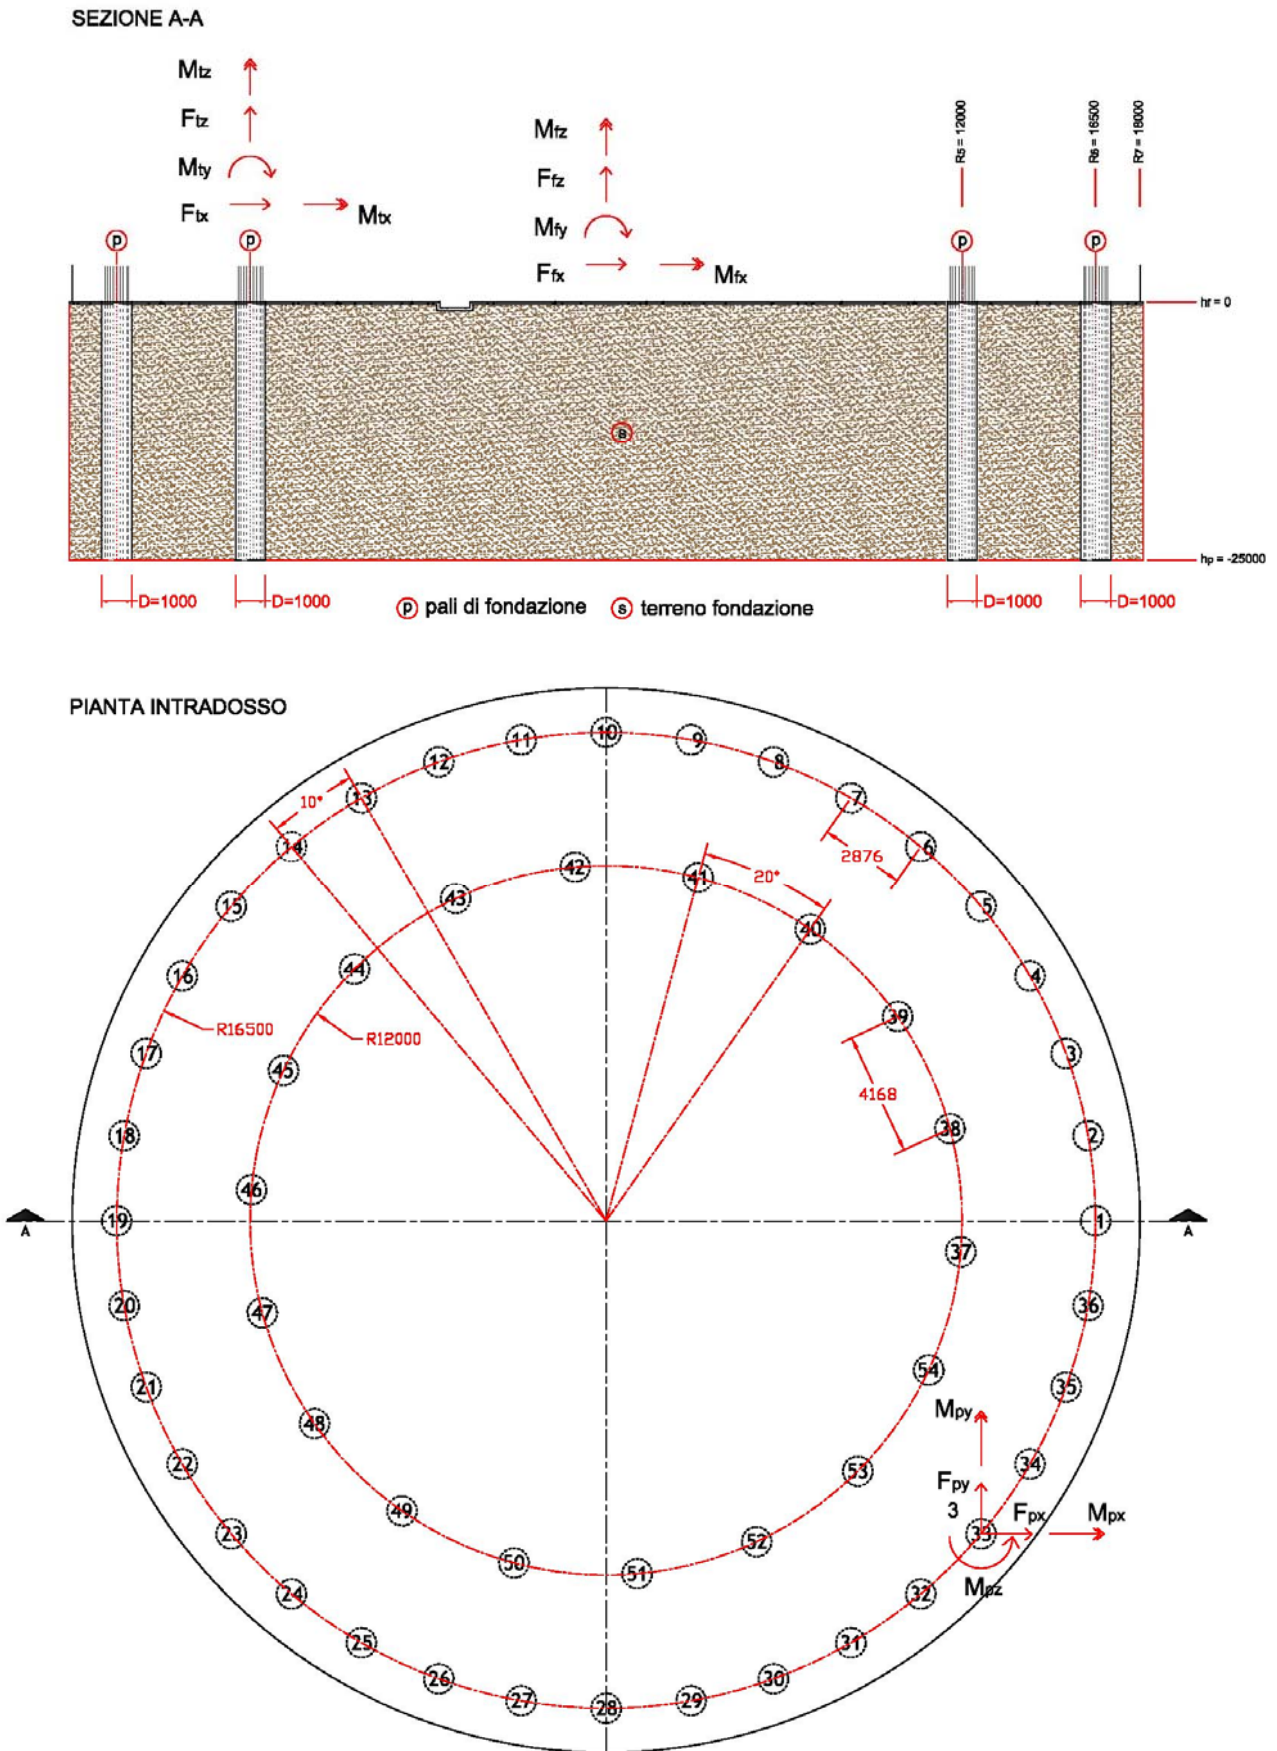 SEZIONE A-A
Mtz
Ftz
Mty
Ftx
Mtx
Mfz
Ffz
Mfy
Ffx
Mfx
R5 = 12000
R6 = 16500
R7 = 18000
p
p
p
p
hf = 0
s
hp = -25000
D=1000
D=1000
D=1000
D=1000
p pali di fondazione
s terreno fondazione
PIANTA INTRADOSSO
10
11
9
12
8
10°
13
7
14
2876
6
42
41
20°
43
40
15
5
44
16
4
39
R16500
R12000
17
3
45
4168
18
38
2
46
A
19
1
A
37
20
47
36
54
21
35
Mpy
48
22
53
34
Fpy
49
3
Fpx
Mpx
23
33
52
50
51
Mpz
24
32
25
31
26
30
27
28
29